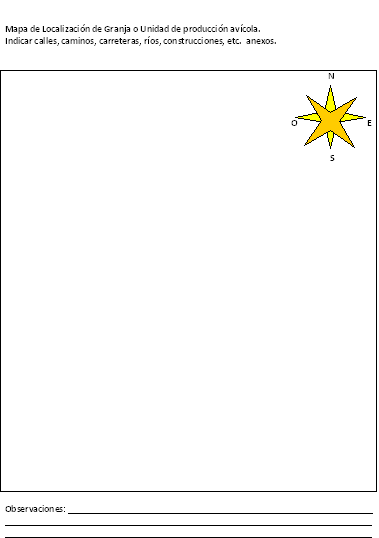 Mapa de Localización de Granja o Unidad de producción avícola.
Indicar calles, caminos, carreteras, ríos, construcciones, etc. anexos.
N
O E
S
Observaciones: